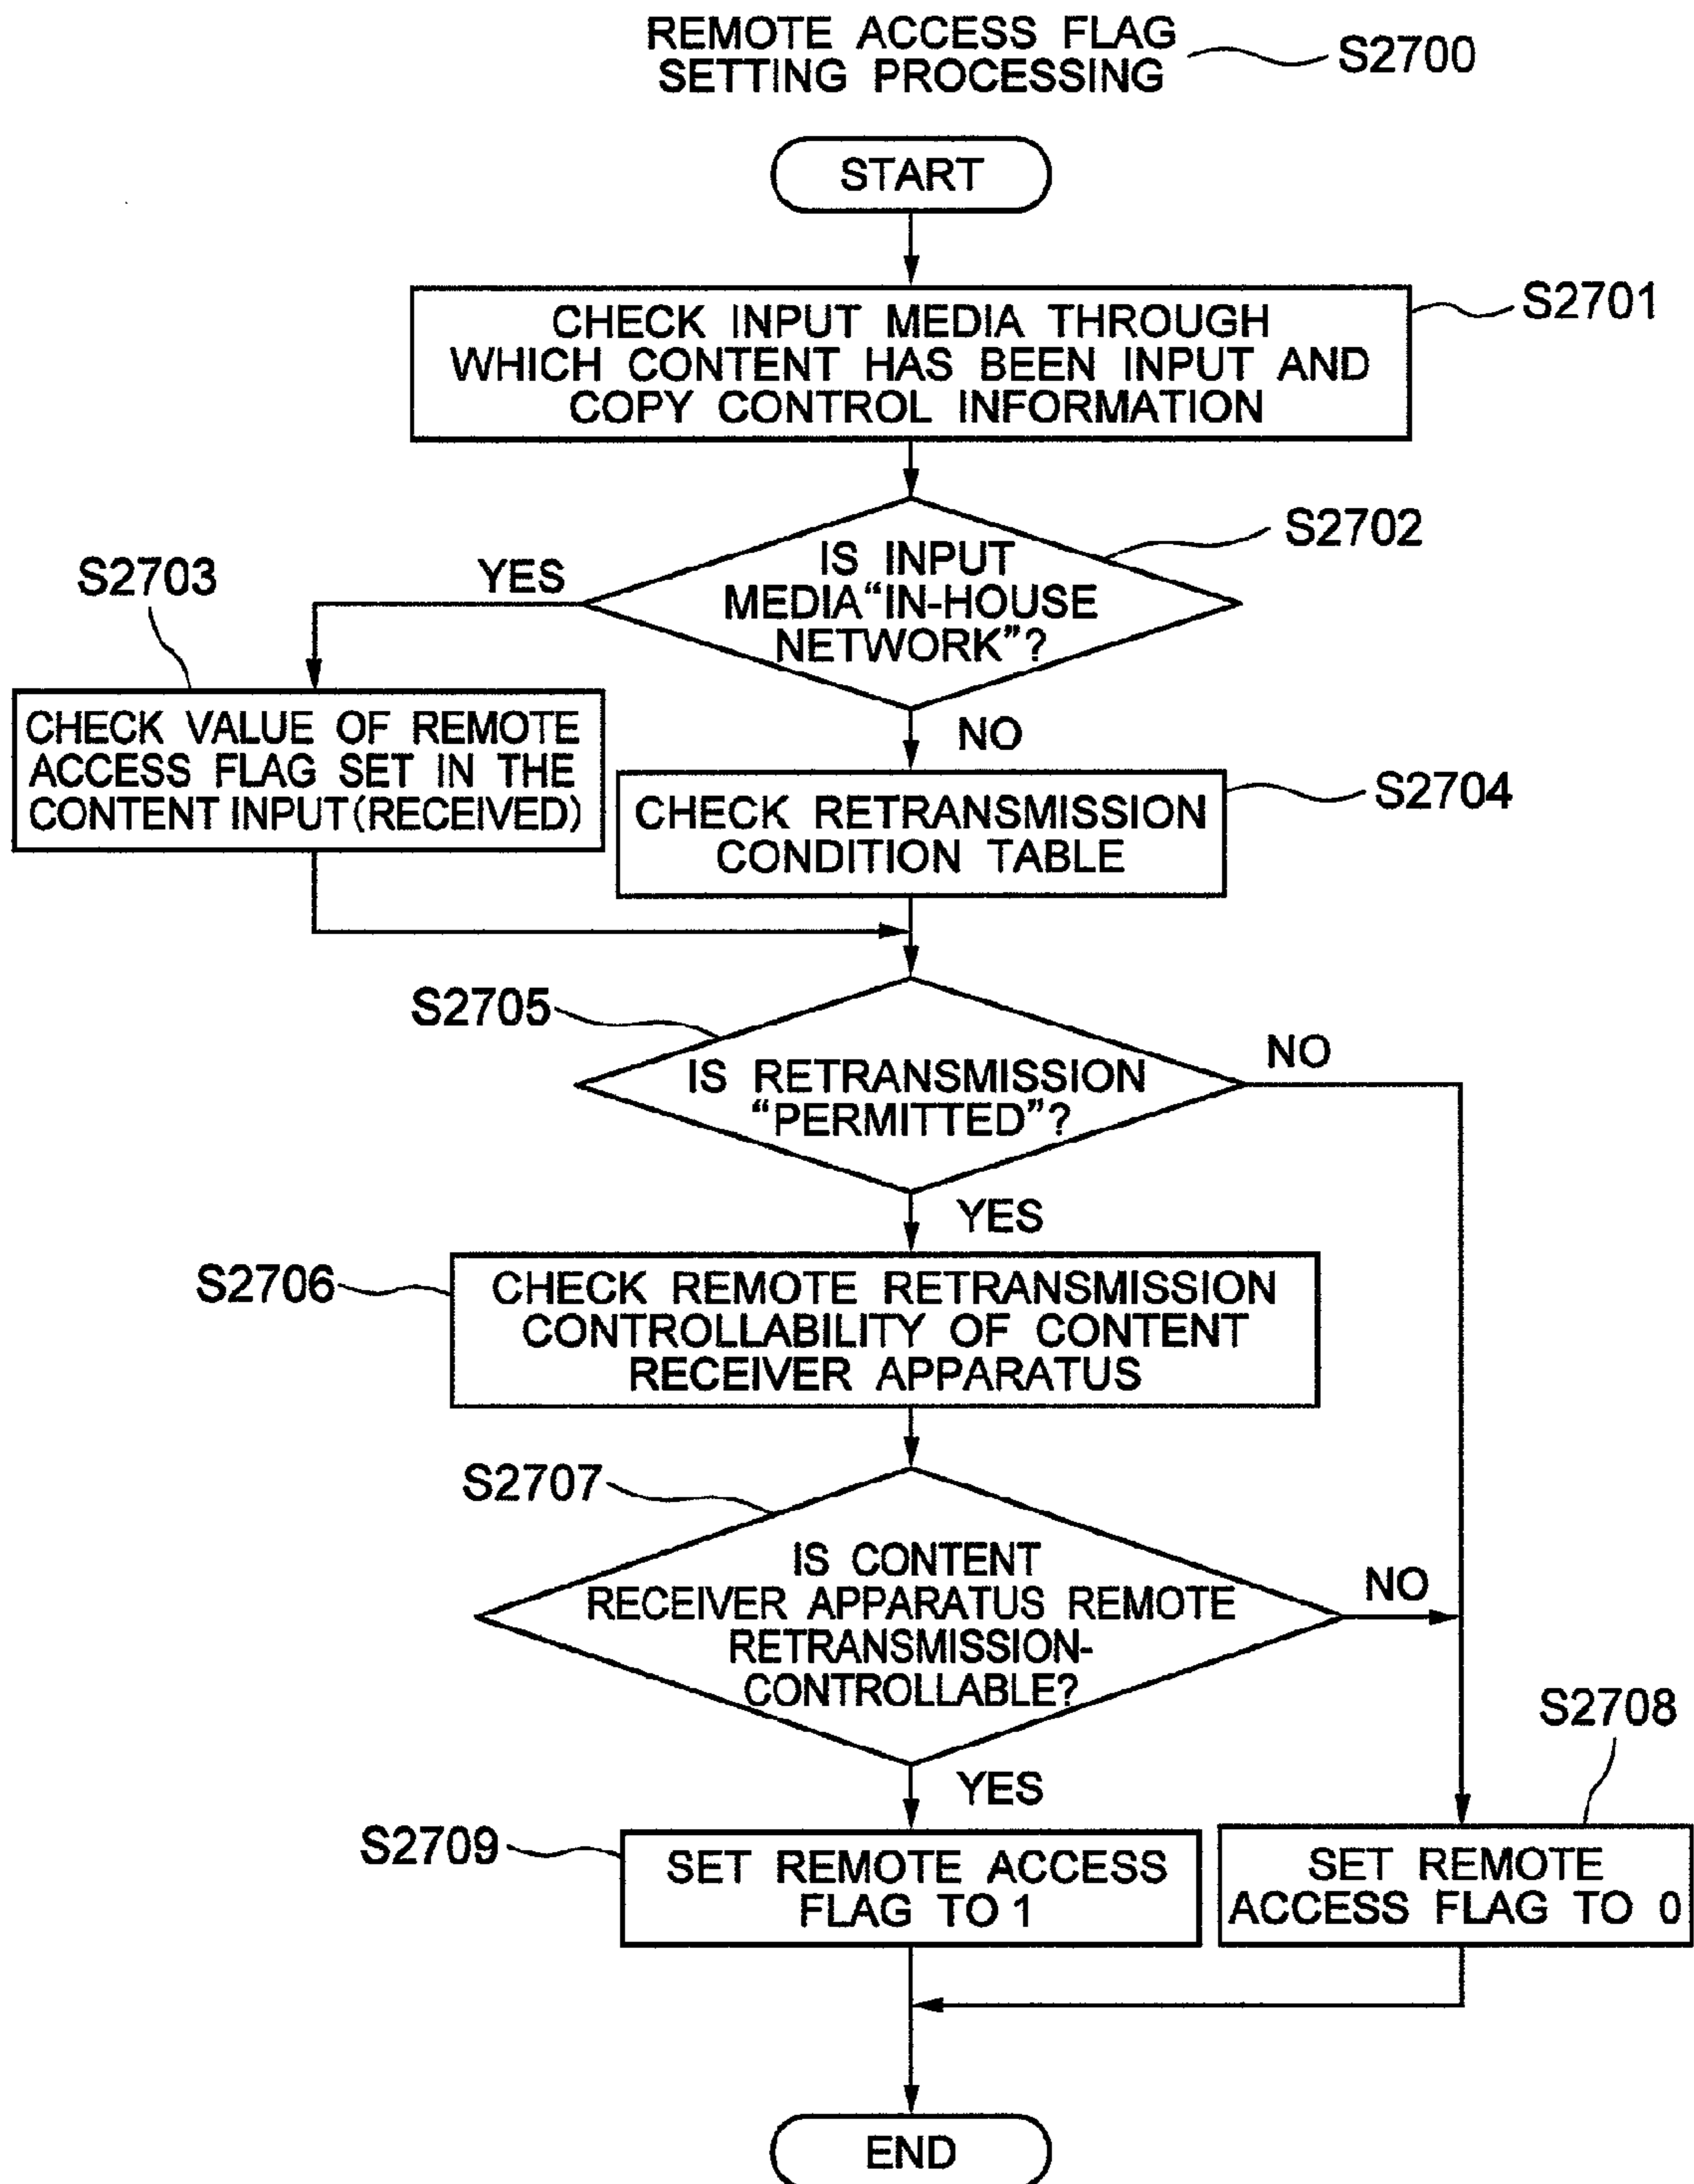 REMOTE ACCESS FLAG
SETTING PROCESSING
S2700
START
S2701
CHECK INPUT MEDIA THROUGH
WHICH CONTENT HAS BEEN INPUT AND
COPY CONTROL INFORMATION
S2702
IS INPUT
MEDIA“IN-HOUSE
NETWORK”?
YES
S2703
CHECK VALUE OF REMOTE
ACCESS FLAG SET IN THE
CONTENT INPUT(RECEIVED)
NO
S2704
CHECK RETRANSMISSION
CONDITION TABLE
S2705
IS RETRANSMISSION
“PERMITTED”?
NO
YES
S2706
CHECK REMOTE RETRANSMISSION
CONTROLLABILITY OF CONTENT
RECEIVER APPARATUS
S2707
IS CONTENT
RECEIVER APPARATUS REMOTE
RETRANSMISSION-
CONTROLLABLE?
NO
YES
S2708
S2709
SET REMOTE ACCESS
FLAG TO 1
SET REMOTE
ACCESS FLAG TO 0
END